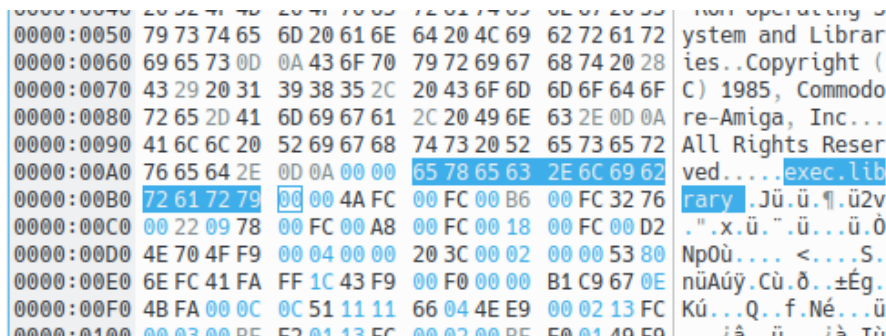 0000:0050 79 73 74 65 6D 20 61 6E 64 20 4C 69 62 72 61 72 ystem and Librar
0000:0060 69 65 73 0D 0A 43 6F 70 79 72 69 67 68 74 20 28 ies..Copyright (
0000:0070 43 29 20 31 39 38 35 2C 20 43 6F 6D 6D 6F 64 6F C) 1985, Commodo
0000:0080 72 65 2D 41 6D 69 67 61 2C 20 49 6E 63 2E 0D 0A re-Amiga, Inc...
0000:0090 41 6C 6C 20 52 69 67 68 74 73 20 52 65 73 65 72 All Rights Reser
0000:00A0 76 65 64 2E 0D 0A 00 00 65 78 65 63 2E 6C 69 62 ved.....exec.lib
0000:00B0 72 61 72 79 00 00 4A FC 00 FC 00 B6 00 FC 32 76 rary .Jü.ü.¶.ü2v
0000:00C0 00 22 09 78 00 FC 00 A8 00 FC 00 18 00 FC 00 D2 .".x.ü.¨.ü...ü.Ò
0000:00D0 4E 70 4F F9 00 04 00 00 20 3C 00 02 00 00 53 80 NpOù.... <....S.
0000:00E0 6E FC 41 FA FF 1C 43 F9 00 F0 00 00 B1 C9 67 0E nüAúÿ.Cù.ð..±Ég.
0000:00F0 4B FA 00 0C 0C 51 11 11 66 04 4E E9 00 02 13 FC Kú...Q..f.Né...ü